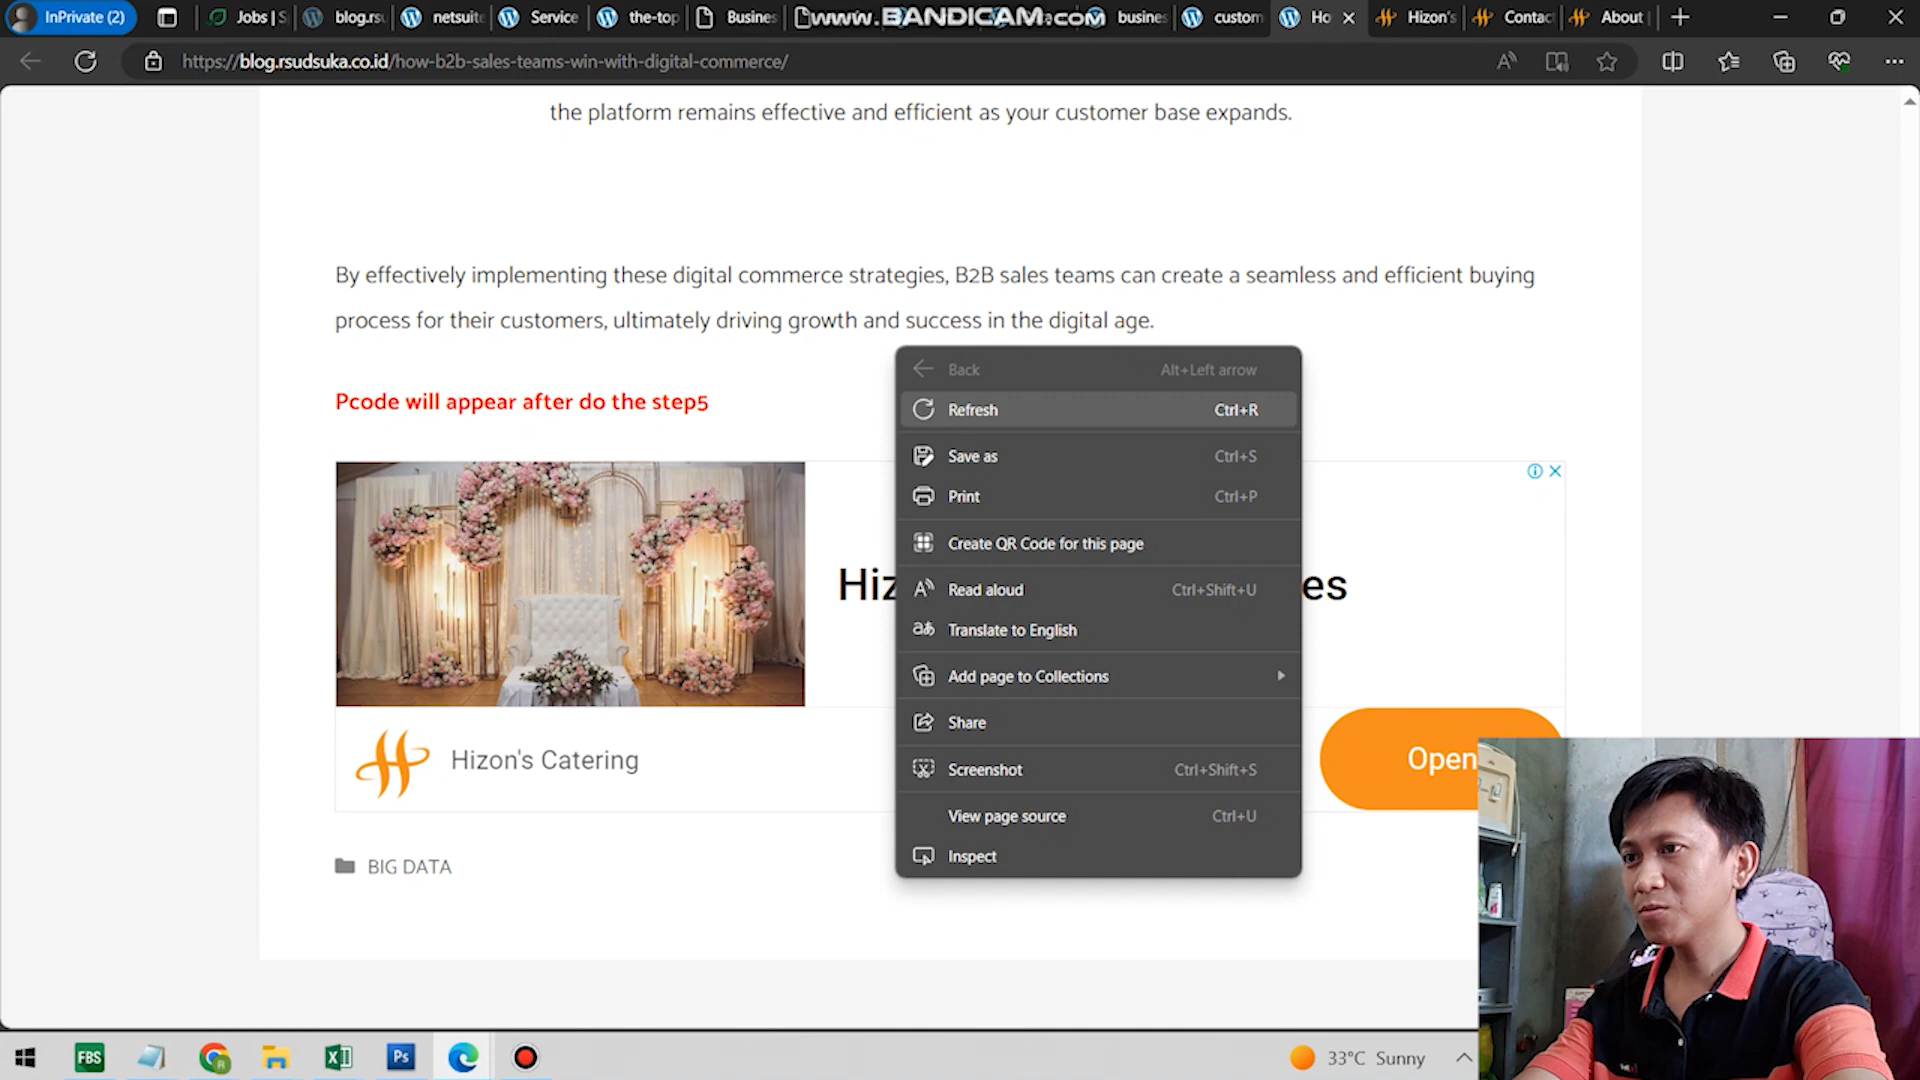 InPrivate (2)
Jobs | S
blog.rsu
netsuit
Service
the-top
Busines
www.BANDICAM.com
busines
custom
Ho
Hizon's
Contac
About
https://blog.rsudsuka.co.id/how-b2b-sales-teams-win-with-digital-commerce/
the platform remains effective and efficient as your customer base expands.
By effectively implementing these digital commerce strategies, B2B sales teams can create a seamless and efficient buying
process for their customers, ultimately driving growth and success in the digital age.
Pcode will appear after do the step5
Back Alt+Left arrow
Refresh Ctrl+R
Save as Ctrl+S
Print Ctrl+P
Create QR Code for this page
Read aloud Ctrl+Shift+U
Translate to English
Add page to Collections
Share
Screenshot Ctrl+Shift+S
View page source Ctrl+U
Inspect
Hiz
es
Hizon's Catering
Open
BIG DATA
FBS
Ps
33°C Sunny